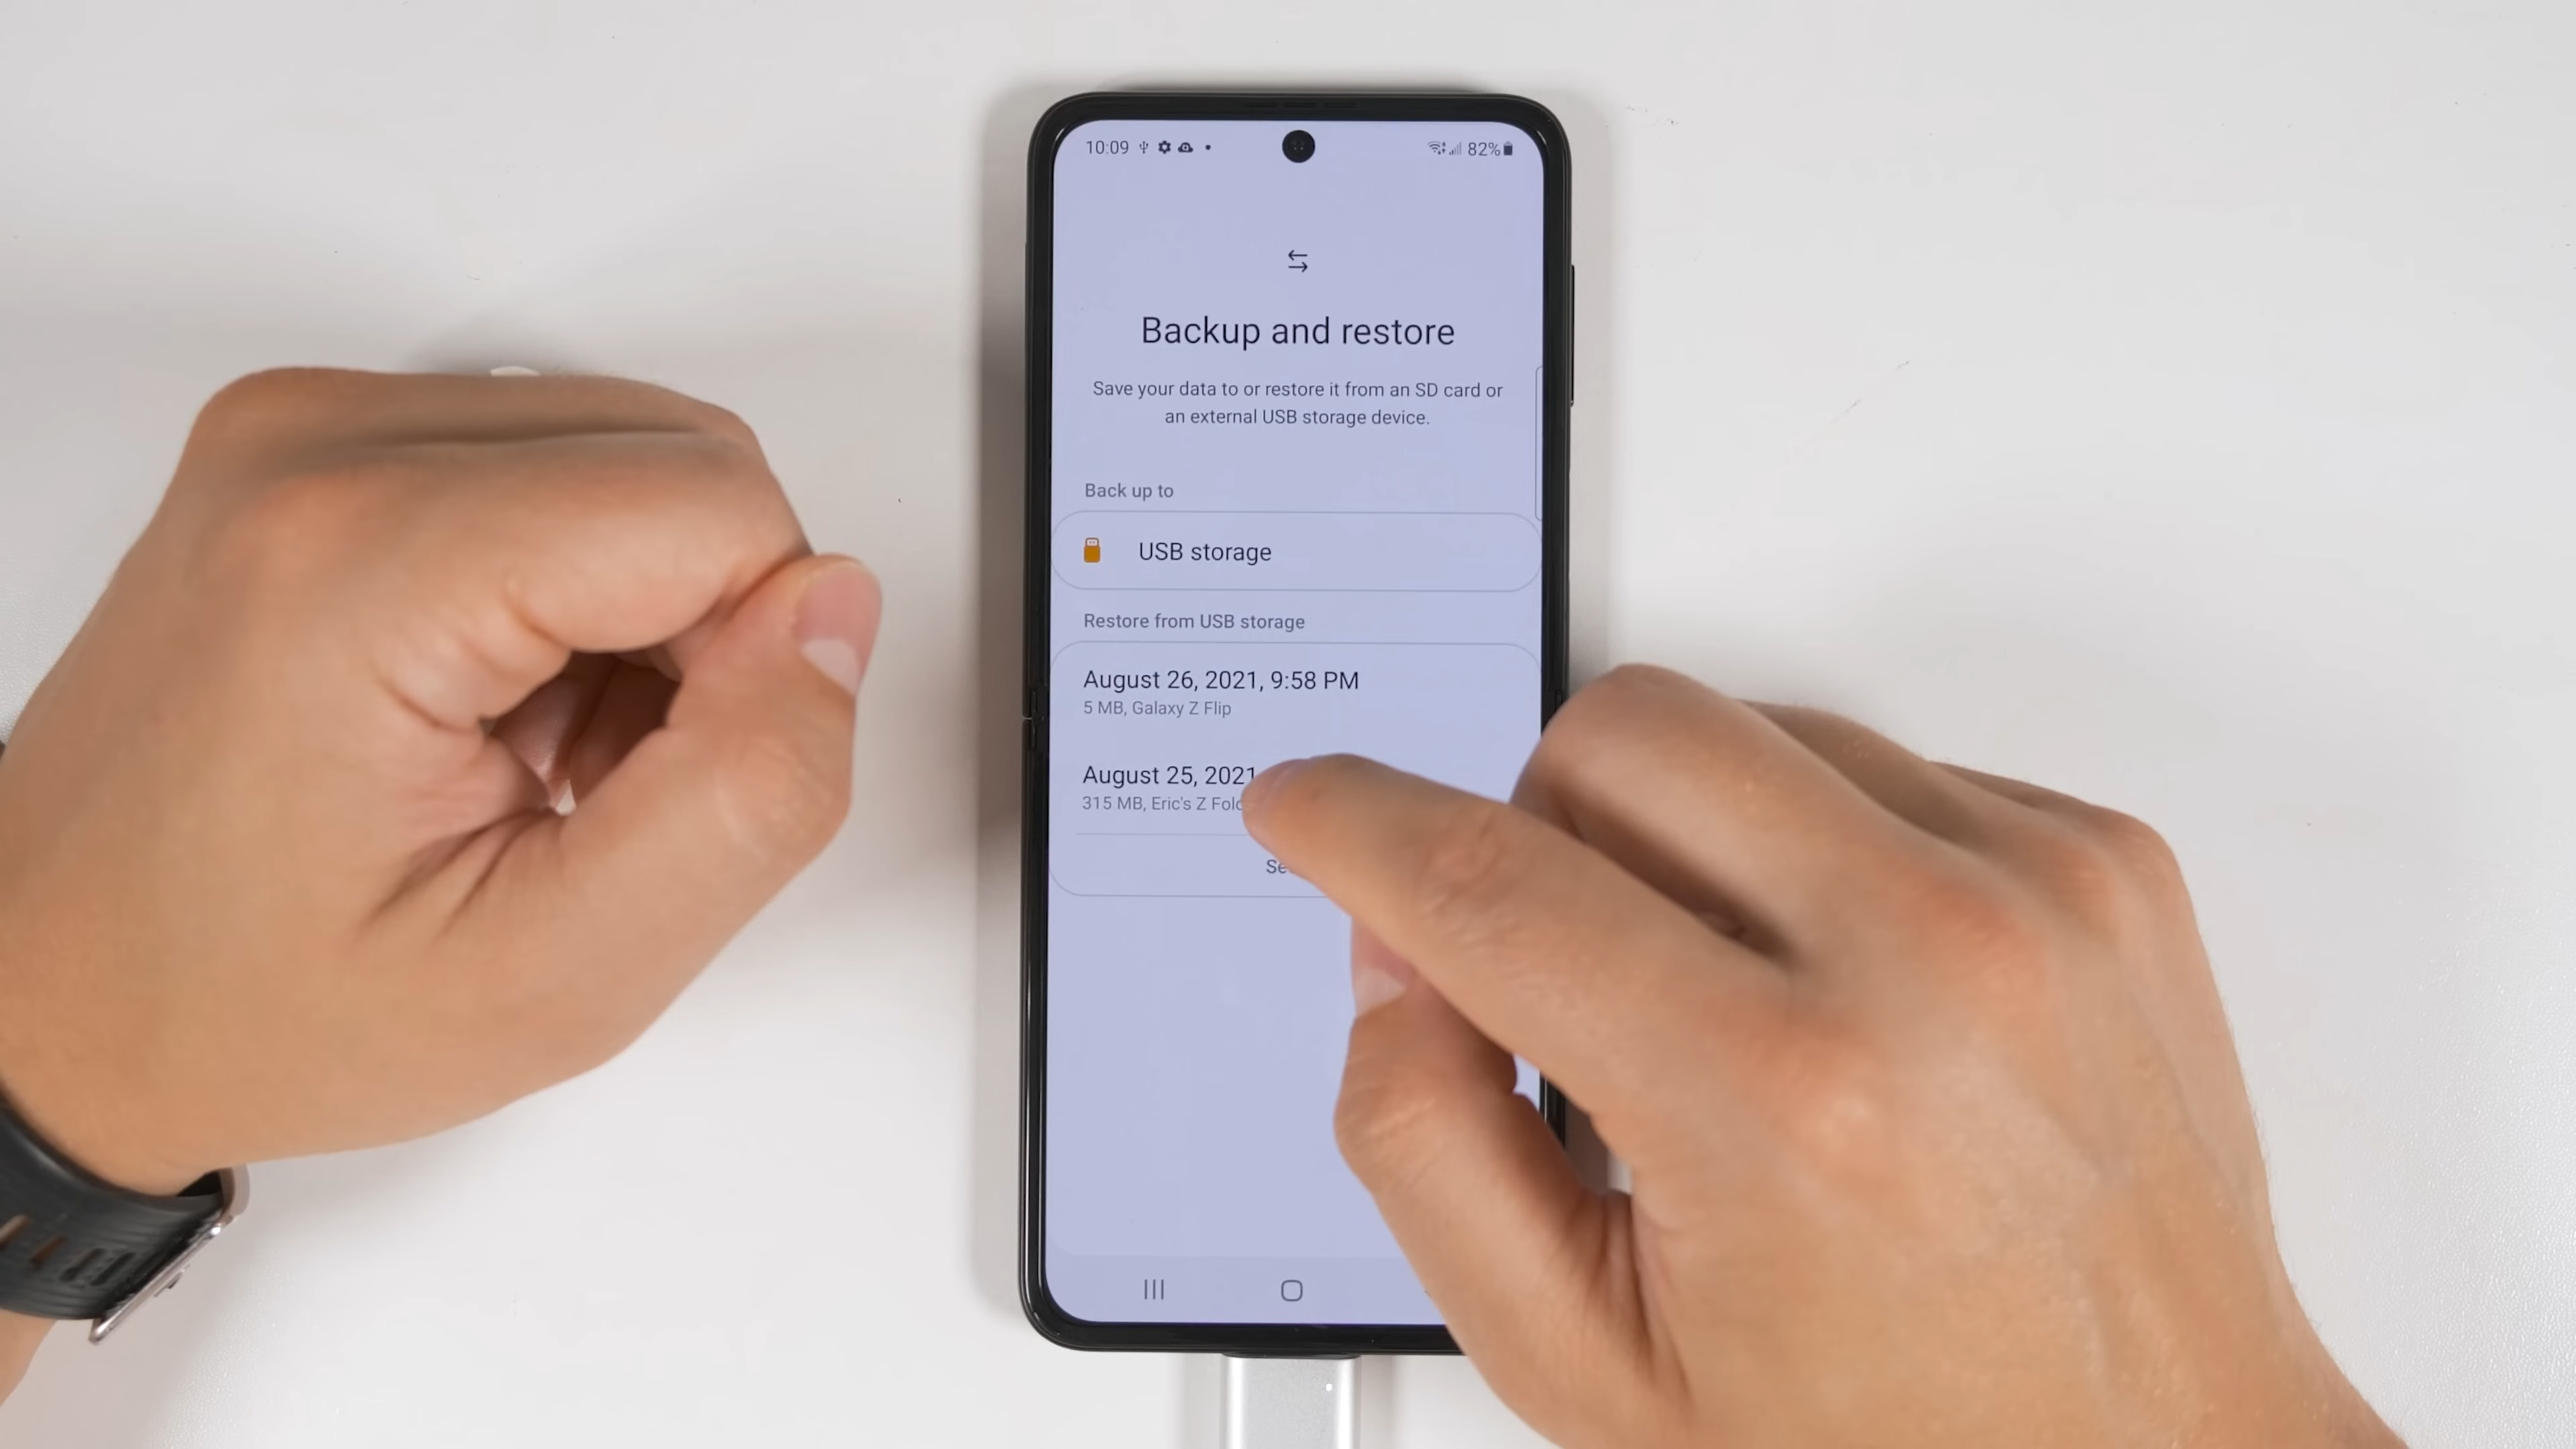 10:09
82%
Backup and restore
Save your data to or restore it from an SD card or
an external USB storage device.
Back up to
USB storage
Restore from USB storage
August 26, 2021, 9:58 PM
5 MB, Galaxy Z Flip
August 25, 2021
315 MB, Eric's Z